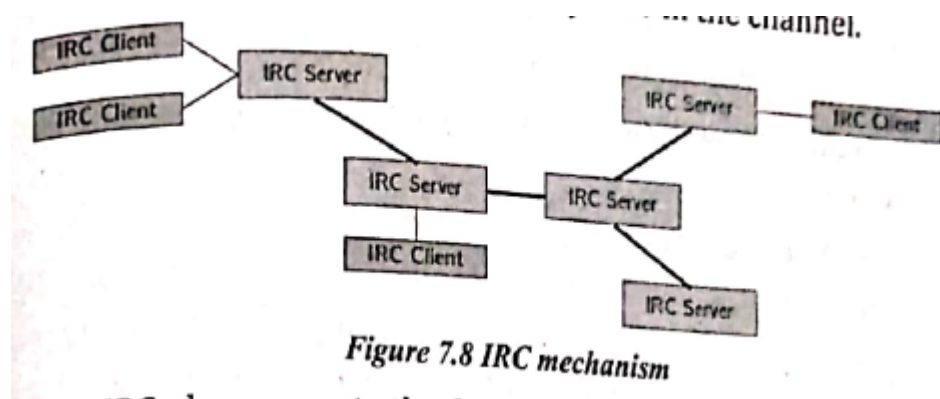 in the channel.
IRC Client
IRC Server
IRC Client
IRC Server
IRC Client
IRC Server
IRC Server
IRC Client
IRC Server
Figure 7.8 IRC mechanism
IRC